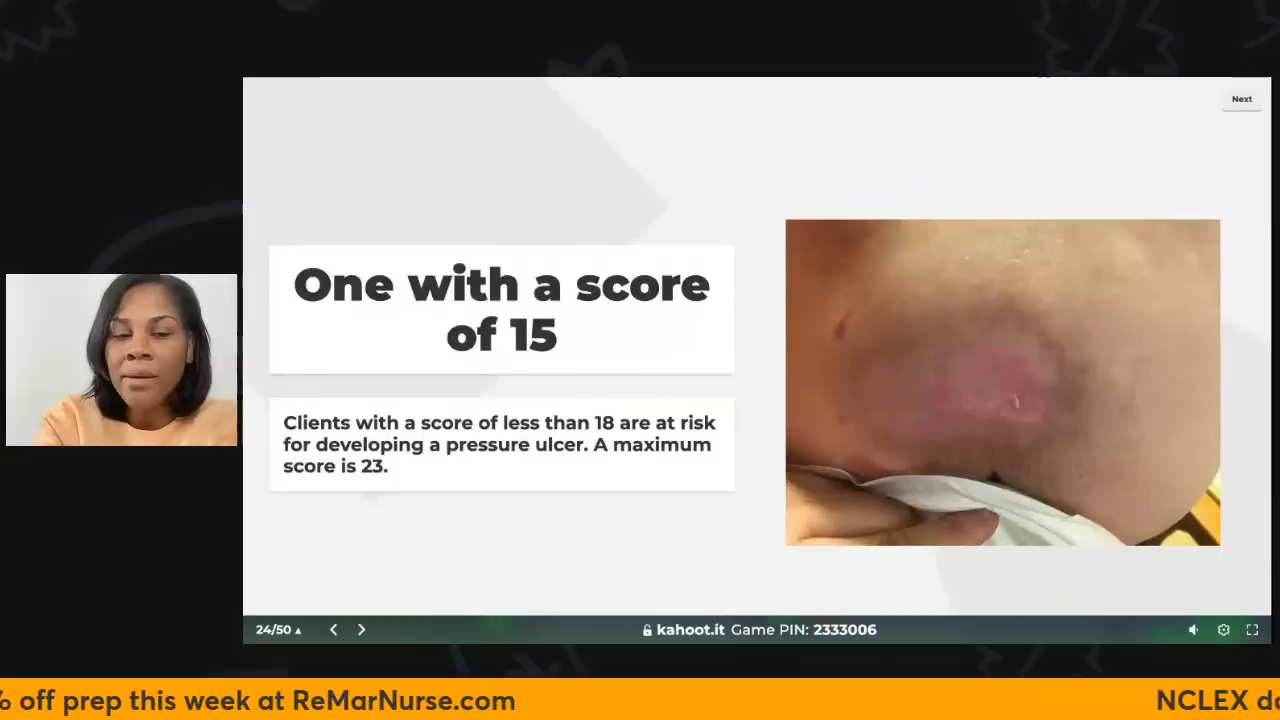 Next
One with a score
of 15
Clients with a score of less than 18 are at risk
for developing a pressure ulcer. A maximum
score is 23.
24/50
kahoot.it Game PIN: 2333006
% off prep this week at ReMarNurse.com
NCLEX